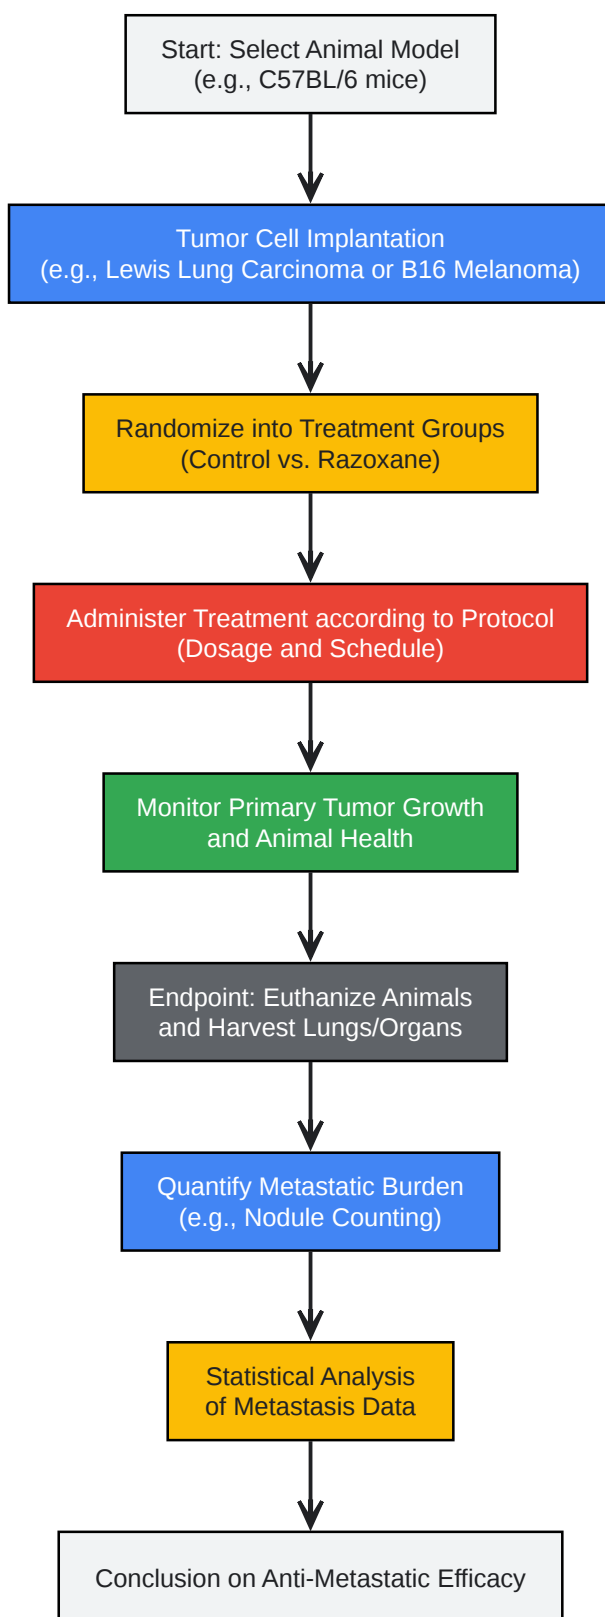 Start: Select Animal Model
(e.g., C57BL/6 mice)
Tumor Cell Implantation
(e.g., Lewis Lung Carcinoma or B16 Melanoma)
Randomize into Treatment Groups
(Control vs. Razoxane)
Administer Treatment according to Protocol
(Dosage and Schedule)
Monitor Primary Tumor Growth
and Animal Health
Endpoint: Euthanize Animals
and Harvest Lungs/Organs
Quantify Metastatic Burden
(e.g., Nodule Counting)
Statistical Analysis
of Metastasis Data
Conclusion on Anti-Metastatic Efficacy